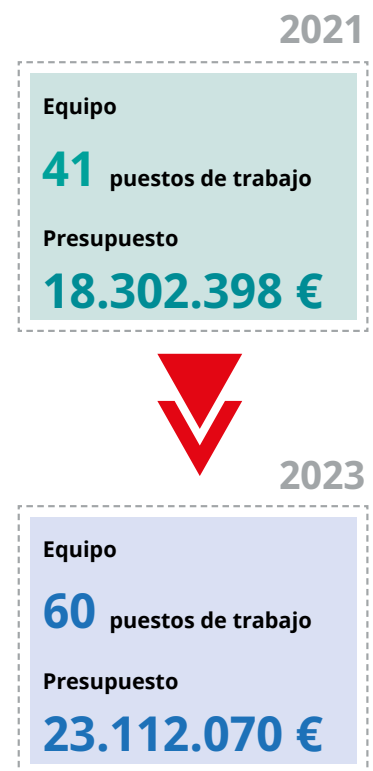 2021
Equipo
41 puestos de trabajo
Presupuesto
18.302.398 €
2023
Equipo
60 puestos de trabajo
Presupuesto
23.112.070 €